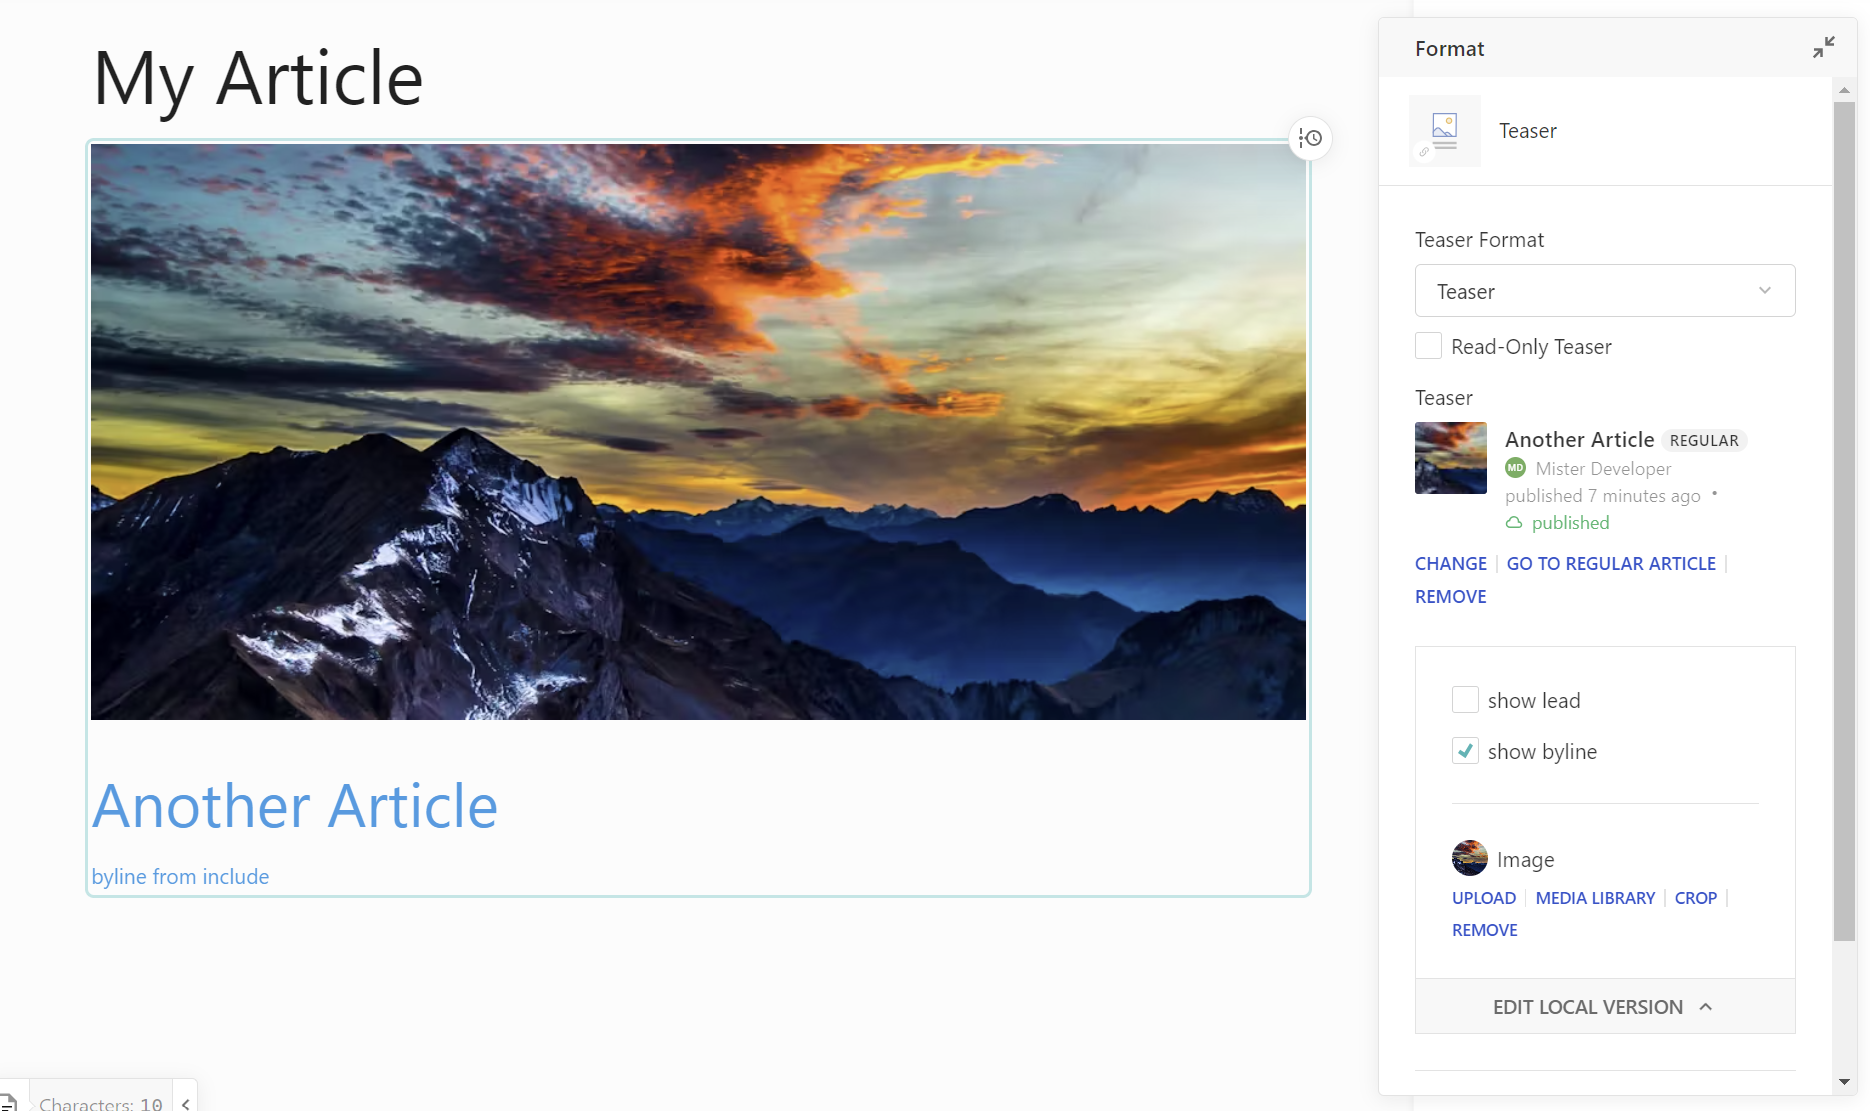 My Article
Another Article
byline from include
Characters: 10
Format
Teaser
Teaser Format
Teaser
Read-Only Teaser
Teaser
Another Article REGULAR
MD Mister Developer
published 7 minutes ago •
published
CHANGE | GO TO REGULAR ARTICLE |
REMOVE
show lead
show byline
Image
UPLOAD | MEDIA LIBRARY | CROP |
REMOVE
EDIT LOCAL VERSION